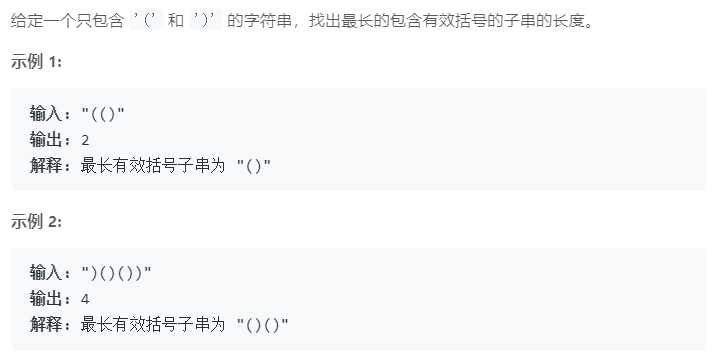 给定一个只包含 '(' 和 ')' 的字符串，找出最长的包含有效括号的子串的长度。
示例 1:
输入: "(()"
输出: 2
解释: 最长有效括号子串为 "()"
示例 2:
输入: ")()())"
输出: 4
解释: 最长有效括号子串为 "()()"